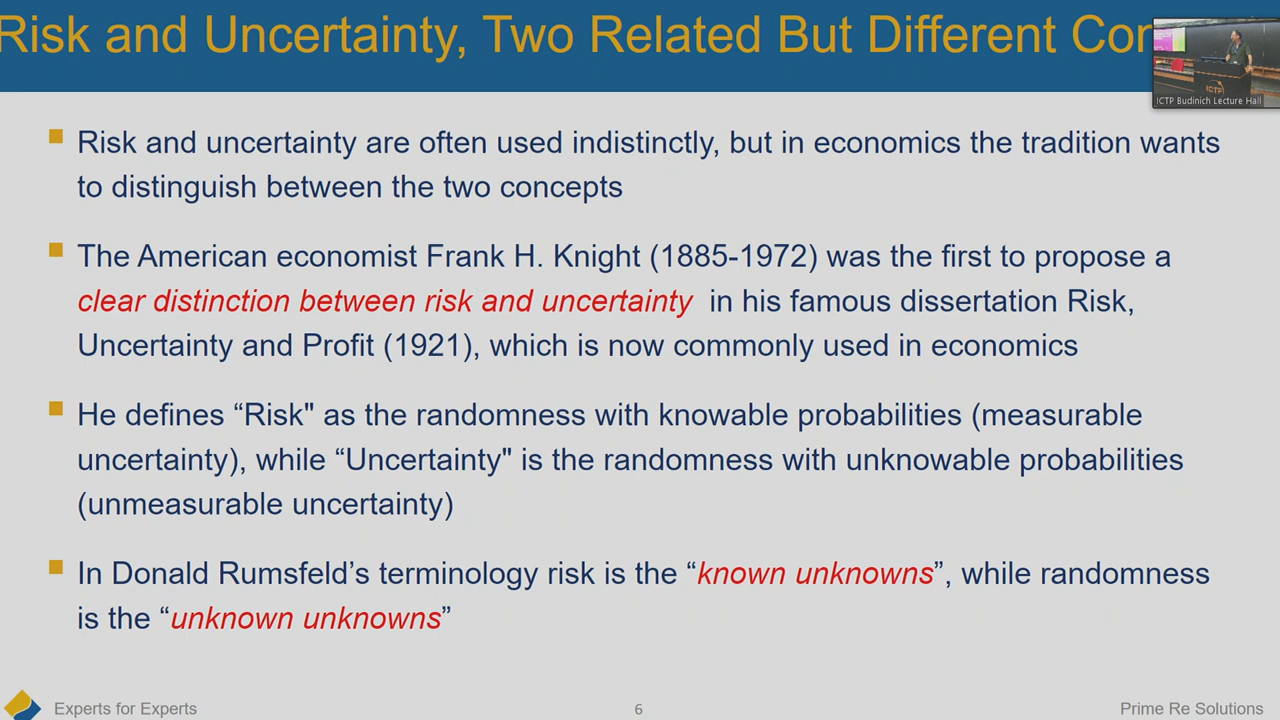 Risk and Uncertainty, Two Related But Different Con
ICTP
ICTP Budinich Lecture Hall
Risk and uncertainty are often used indistinctly, but in economics the tradition wants
to distinguish between the two concepts
The American economist Frank H. Knight (1885-1972) was the first to propose a
clear distinction between risk and uncertainty in his famous dissertation Risk,
Uncertainty and Profit (1921), which is now commonly used in economics
He defines “Risk" as the randomness with knowable probabilities (measurable
uncertainty), while “Uncertainty" is the randomness with unknowable probabilities
(unmeasurable uncertainty)
In Donald Rumsfeld’s terminology risk is the “known unknowns”, while randomness
is the “unknown unknowns”
Experts for Experts
6
Prime Re Solutions